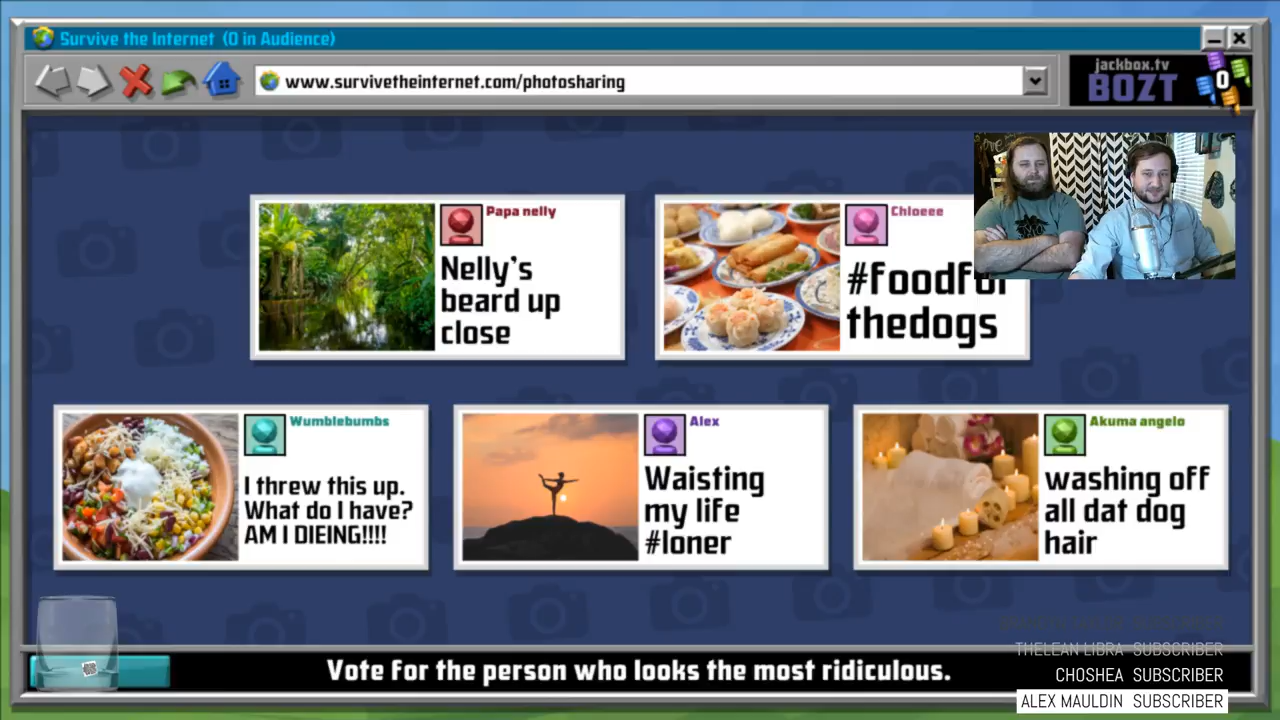 Survive the Internet (0 in Audience)
www.survivetheinternet.com/photosharing
jackbox.tv
BOZT
0
Papa nelly
Nelly's
beard up
close
Chloeee
#foodfor
thedogs
Wumblebumbs
I threw this up.
What do I have?
AM I DIEING!!!!
Alex
Waisting
my life
#loner
Akuma angelo
washing off
all dat dog
hair
THELEAN LIBRA SUBSCRIBER
Vote for the person who looks the most ridiculous.
CHOSHEA SUBSCRIBER
ALEX MAULDIN SUBSCRIBER